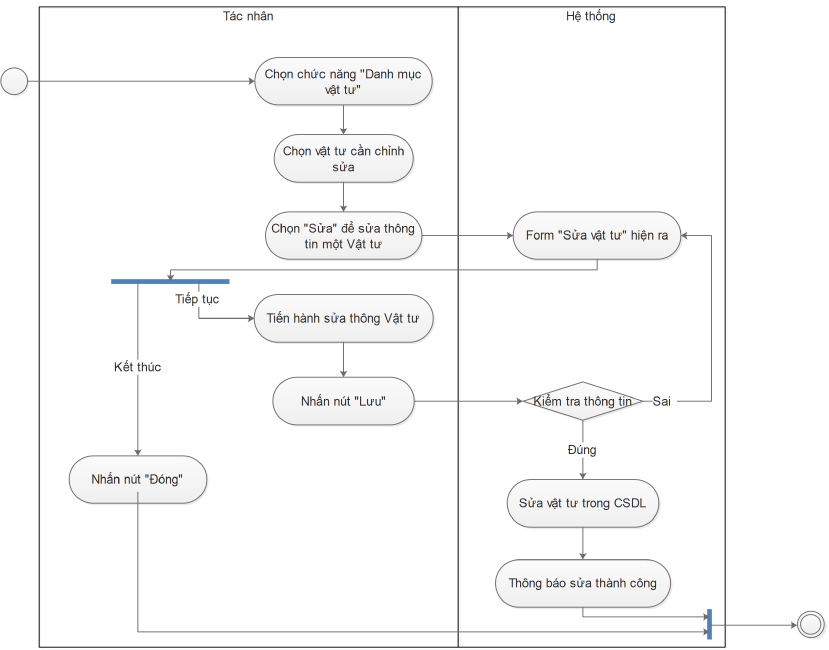 Tác nhân
Hệ thống
Chọn chức năng "Danh mục
vật tư"
Chọn vật tư cần chỉnh
sửa
Chọn "Sửa" để sửa thông
tin một Vật tư
Form "Sửa vật tư" hiện ra
Tiếp tục
Tiến hành sửa thông Vật tư
Kết thúc
Nhấn nút "Lưu"
Kiểm tra thông tin
Sai
Đúng
Nhấn nút "Đóng"
Sửa vật tư trong CSDL
Thông báo sửa thành công